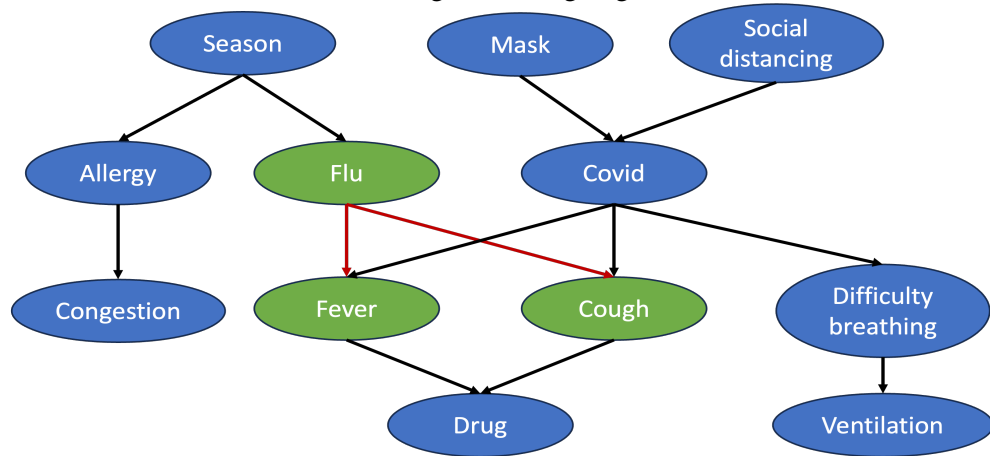 Season
Mask
Social
distancing
Allergy
Flu
Covid
Congestion
Fever
Cough
Difficulty
breathing
Drug
Ventilation